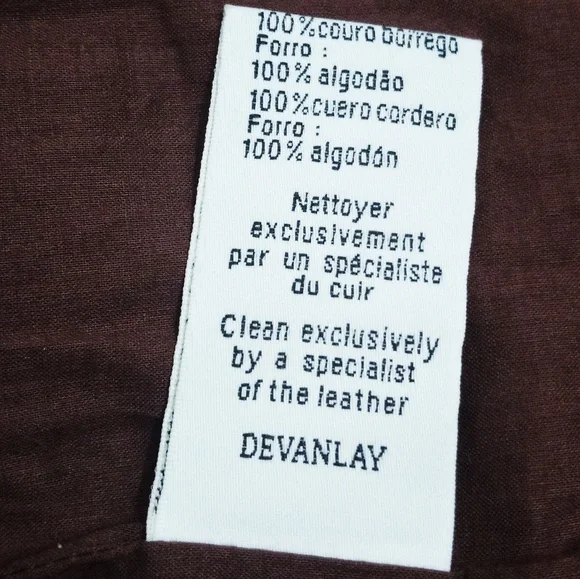 100%couro borrego
Forro :
100% algodão
100%cuero cordero
Forro :
100% algodón
Nettoyer
exclusivement
par un spécialiste
du cuir
Clean exclusively
by a specialist
of the leather
DEVANLAY